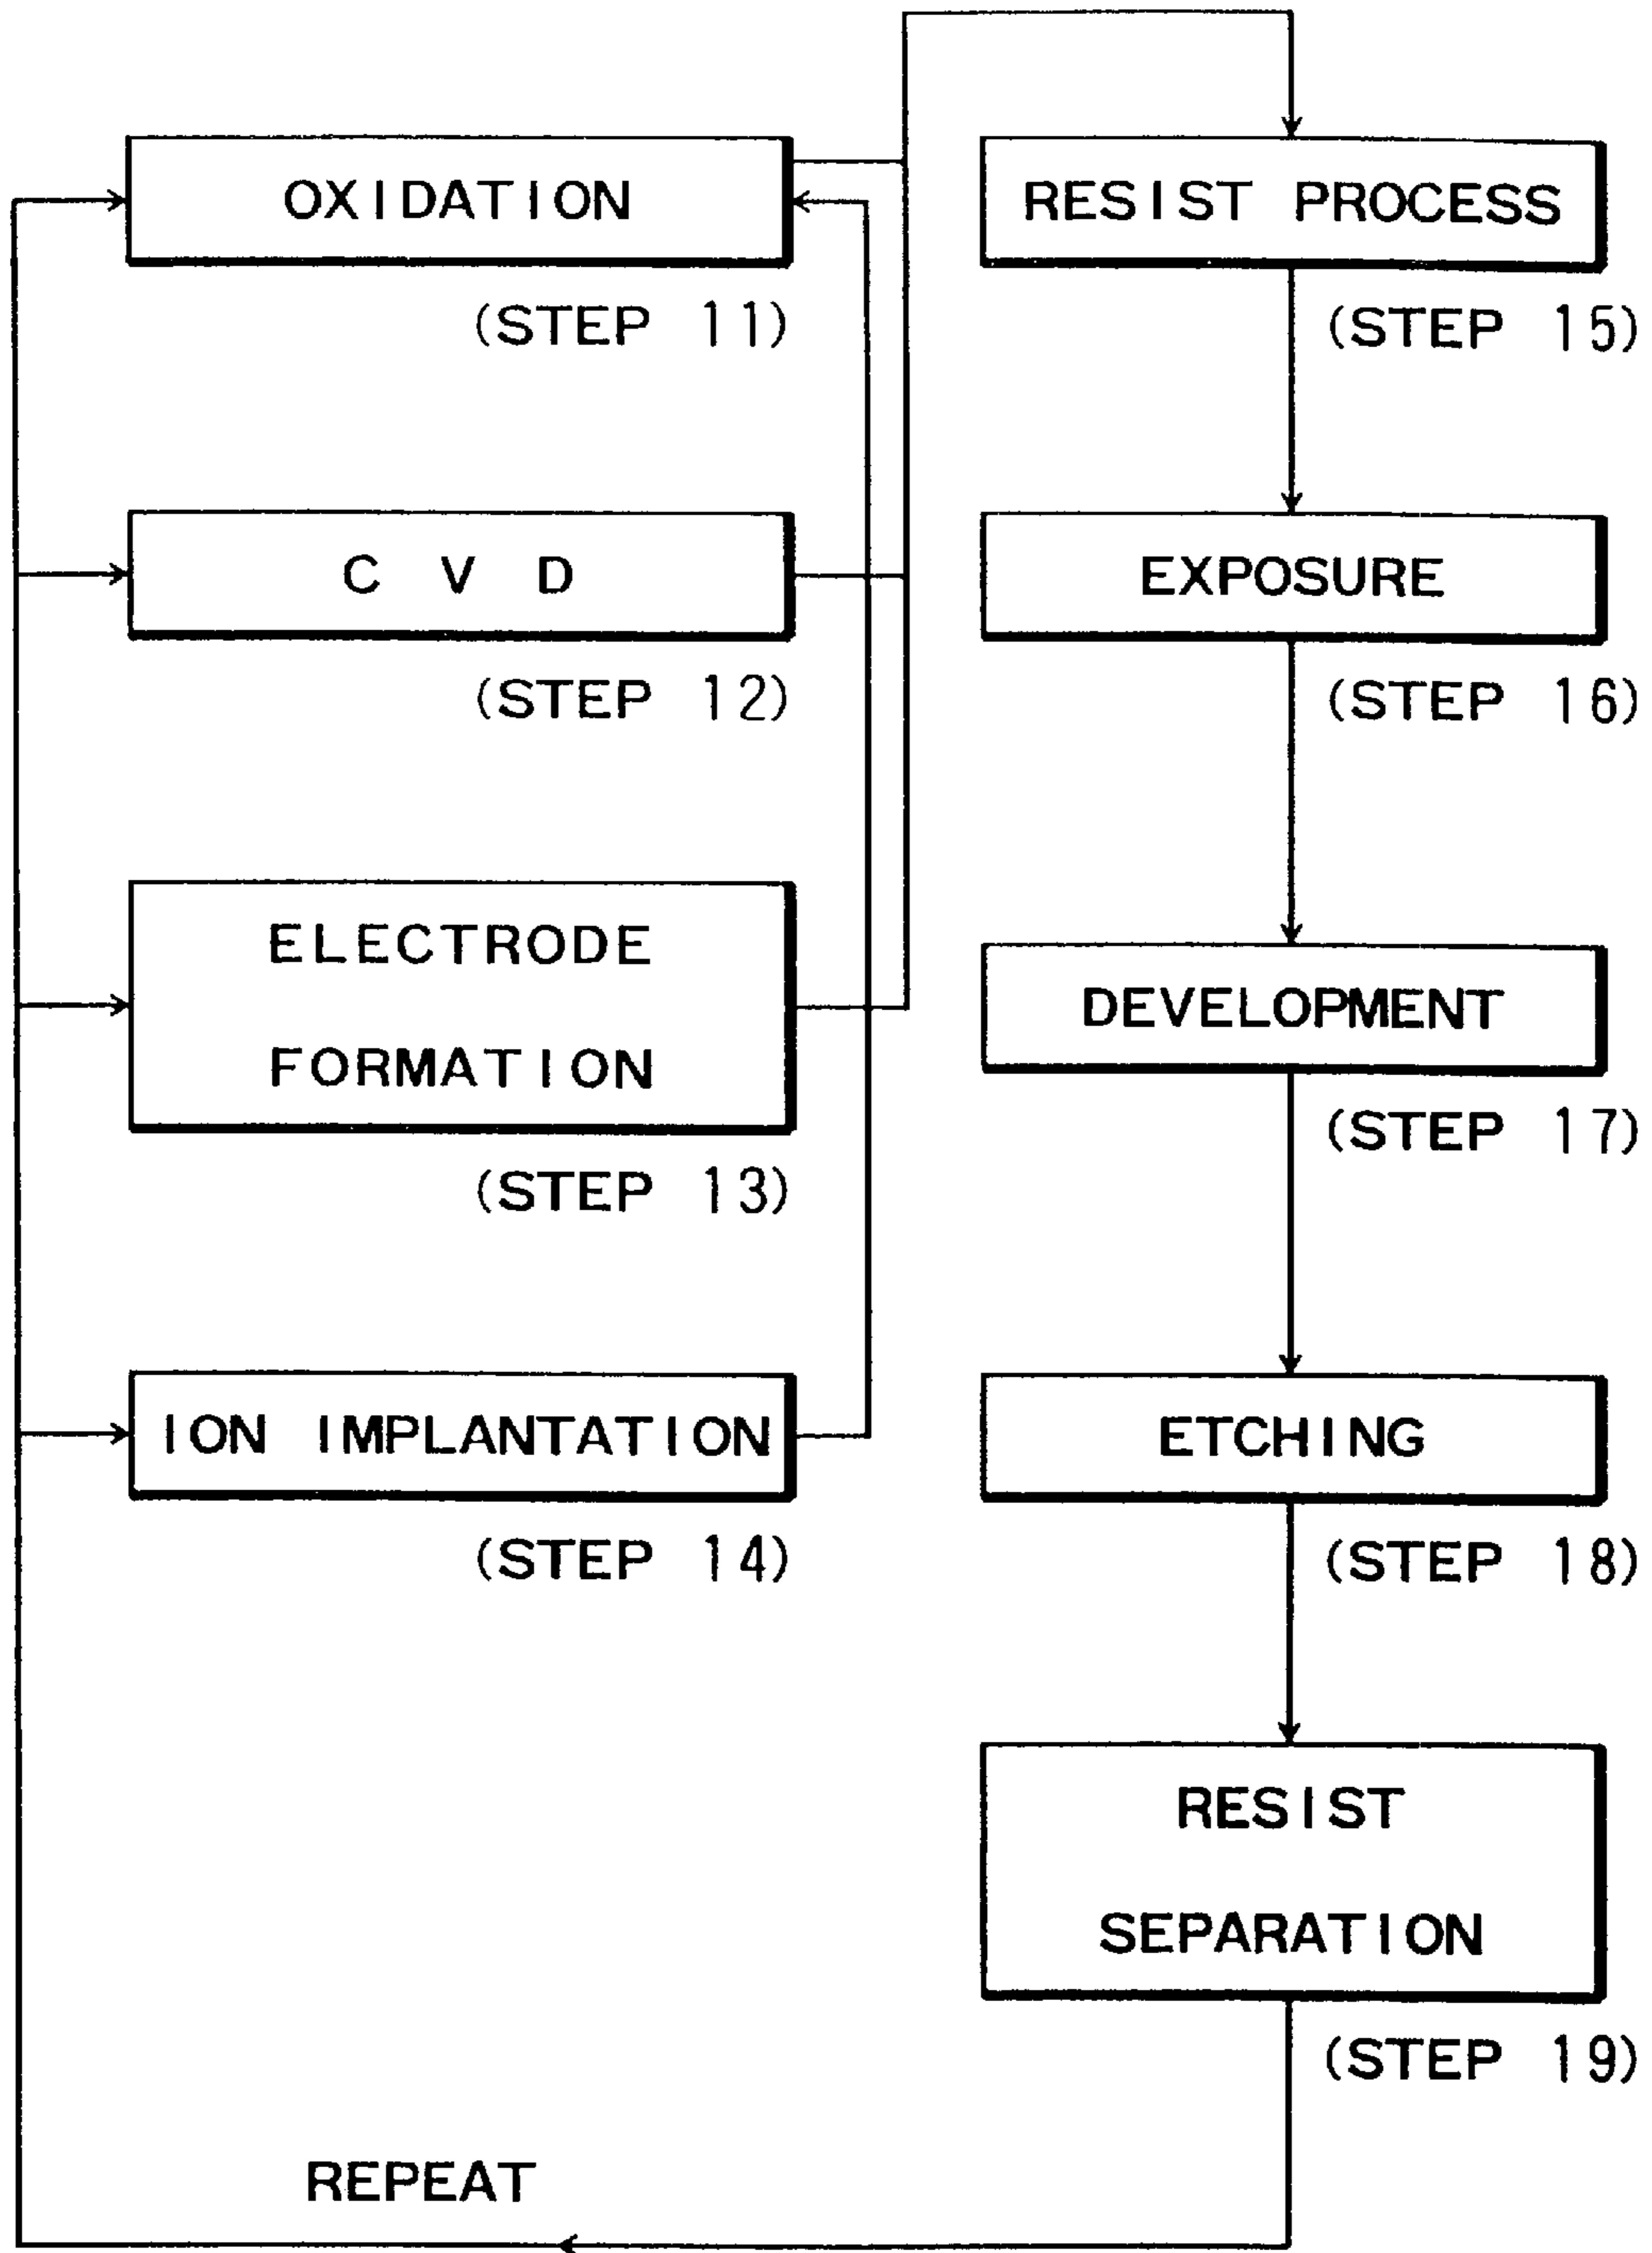 OXIDATION
(STEP 11)
C V D
(STEP 12)
ELECTRODE
FORMATION
(STEP 13)
ION IMPLANTATION
(STEP 14)
RESIST PROCESS
(STEP 15)
EXPOSURE
(STEP 16)
DEVELOPMENT
(STEP 17)
ETCHING
(STEP 18)
RESIST
SEPARATION
(STEP 19)
REPEAT